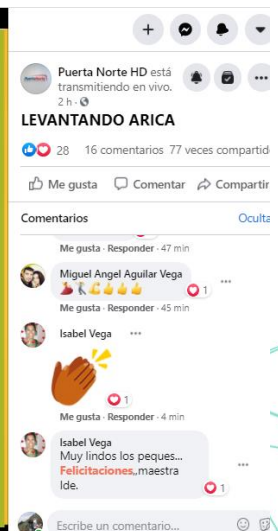 Puerta Norte HD está
transmitiendo en vivo.
2 h
LEVANTANDO ARICA
28 16 comentarios 77 veces compartid
Me gusta Comentar Compartir
Comentarios Oculta
Me gusta · Responder · 47 min
Miguel Angel Aguilar Vega
1
Me gusta · Responder · 45 min
Isabel Vega
1
Me gusta · Responder · 4 min
Isabel Vega
Muy lindos los peques...
Felicitaciones,,maestra
Ide.
1
Escribe un comentario...